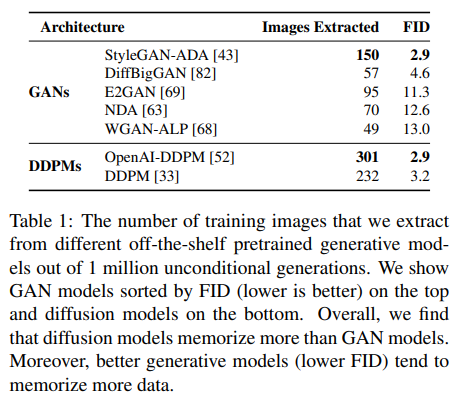 Architecture Images Extracted FID
StyleGAN-ADA [43] 150 2.9
DiffBigGAN [82] 57 4.6
GANs E2GAN [69] 95 11.3
NDA [63] 70 12.6
WGAN-ALP [68] 49 13.0
OpenAI-DDPM [52] 301 2.9
DDPMs DDPM [33] 232 3.2
Table 1: The number of training images that we extract
from different off-the-shelf pretrained generative mod-
els out of 1 million unconditional generations. We show
GAN models sorted by FID (lower is better) on the top
and diffusion models on the bottom. Overall, we find
that diffusion models memorize more than GAN models.
Moreover, better generative models (lower FID) tend to
memorize more data.